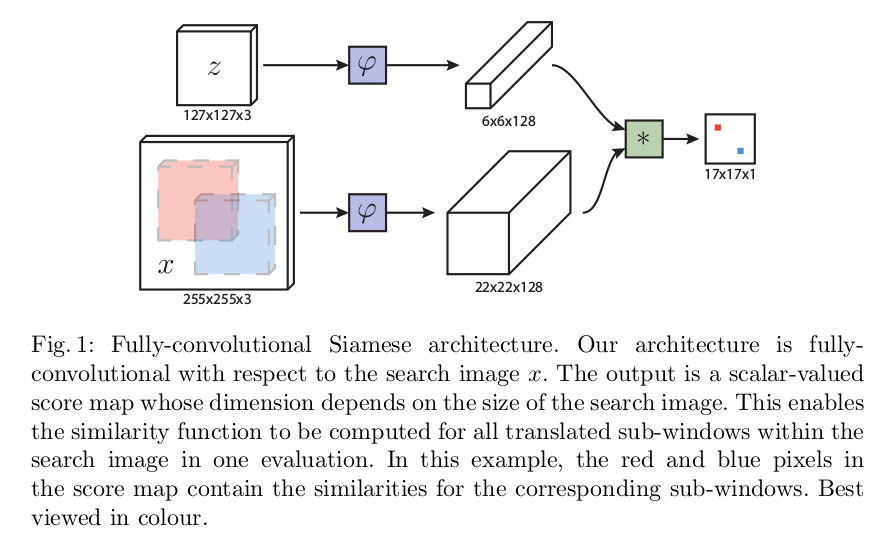 z
φ
127x127x3
6x6x128
*
17x17x1
x
φ
255x255x3
22x22x128
Fig. 1: Fully-convolutional Siamese architecture. Our architecture is fully-
convolutional with respect to the search image x. The output is a scalar-valued
score map whose dimension depends on the size of the search image. This enables
the similarity function to be computed for all translated sub-windows within the
search image in one evaluation. In this example, the red and blue pixels in
the score map contain the similarities for the corresponding sub-windows. Best
viewed in colour.